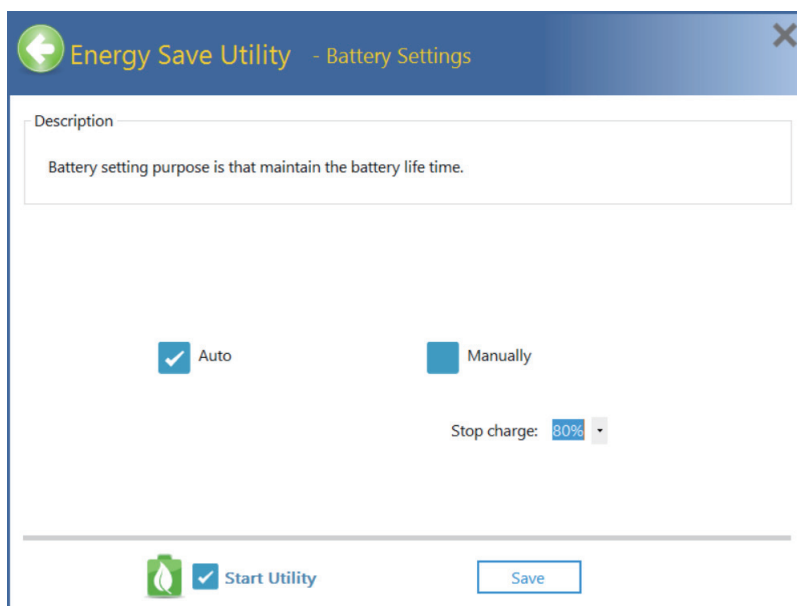 Energy Save Utility - Battery Settings
Description
Battery setting purpose is that maintain the battery life time.
Auto
Manually
Stop charge: 80%
Start Utility
Save